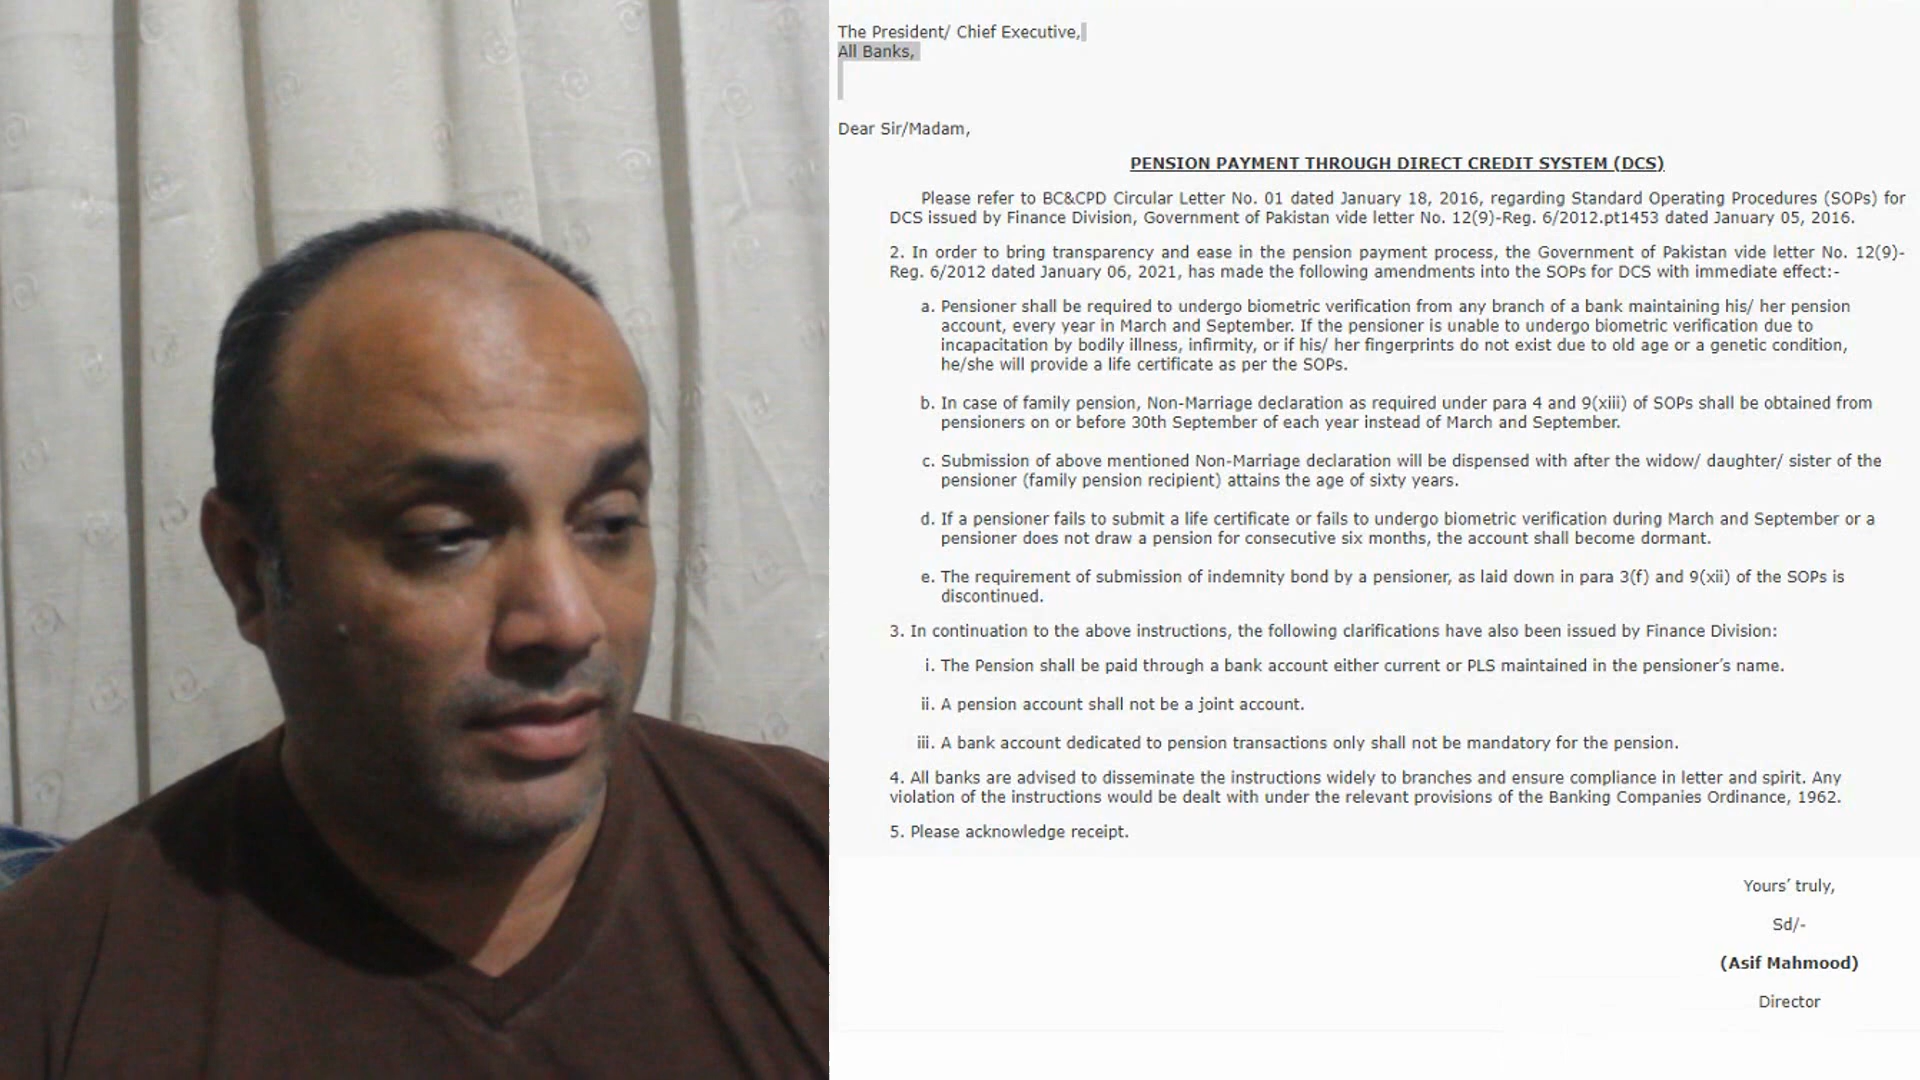 The President/ Chief Executive,
All Banks,
Dear Sir/Madam,
PENSION PAYMENT THROUGH DIRECT CREDIT SYSTEM (DCS)
Please refer to BC&CPD Circular Letter No. 01 dated January 18, 2016, regarding Standard Operating Procedures (SOPs) for
DCS issued by Finance Division, Government of Pakistan vide letter No. 12(9)-Reg. 6/2012.pt1453 dated January 05, 2016.
2. In order to bring transparency and ease in the pension payment process, the Government of Pakistan vide letter No. 12(9)-
Reg. 6/2012 dated January 06, 2021, has made the following amendments into the SOPs for DCS with immediate effect:-
a. Pensioner shall be required to undergo biometric verification from any branch of a bank maintaining his/ her pension
account, every year in March and September. If the pensioner is unable to undergo biometric verification due to
incapacitation by bodily illness, infirmity, or if his/ her fingerprints do not exist due to old age or a genetic condition,
he/she will provide a life certificate as per the SOPs.
b. In case of family pension, Non-Marriage declaration as required under para 4 and 9(xiii) of SOPs shall be obtained from
pensioners on or before 30th September of each year instead of March and September.
c. Submission of above mentioned Non-Marriage declaration will be dispensed with after the widow/ daughter/ sister of the
pensioner (family pension recipient) attains the age of sixty years.
d. If a pensioner fails to submit a life certificate or fails to undergo biometric verification during March and September or a
pensioner does not draw a pension for consecutive six months, the account shall become dormant.
e. The requirement of submission of indemnity bond by a pensioner, as laid down in para 3(f) and 9(xii) of the SOPs is
discontinued.
3. In continuation to the above instructions, the following clarifications have also been issued by Finance Division:
i. The Pension shall be paid through a bank account either current or PLS maintained in the pensioner’s name.
ii. A pension account shall not be a joint account.
iii. A bank account dedicated to pension transactions only shall not be mandatory for the pension.
4. All banks are advised to disseminate the instructions widely to branches and ensure compliance in letter and spirit. Any
violation of the instructions would be dealt with under the relevant provisions of the Banking Companies Ordinance, 1962.
5. Please acknowledge receipt.
Yours’ truly,
Sd/-
(Asif Mahmood)
Director